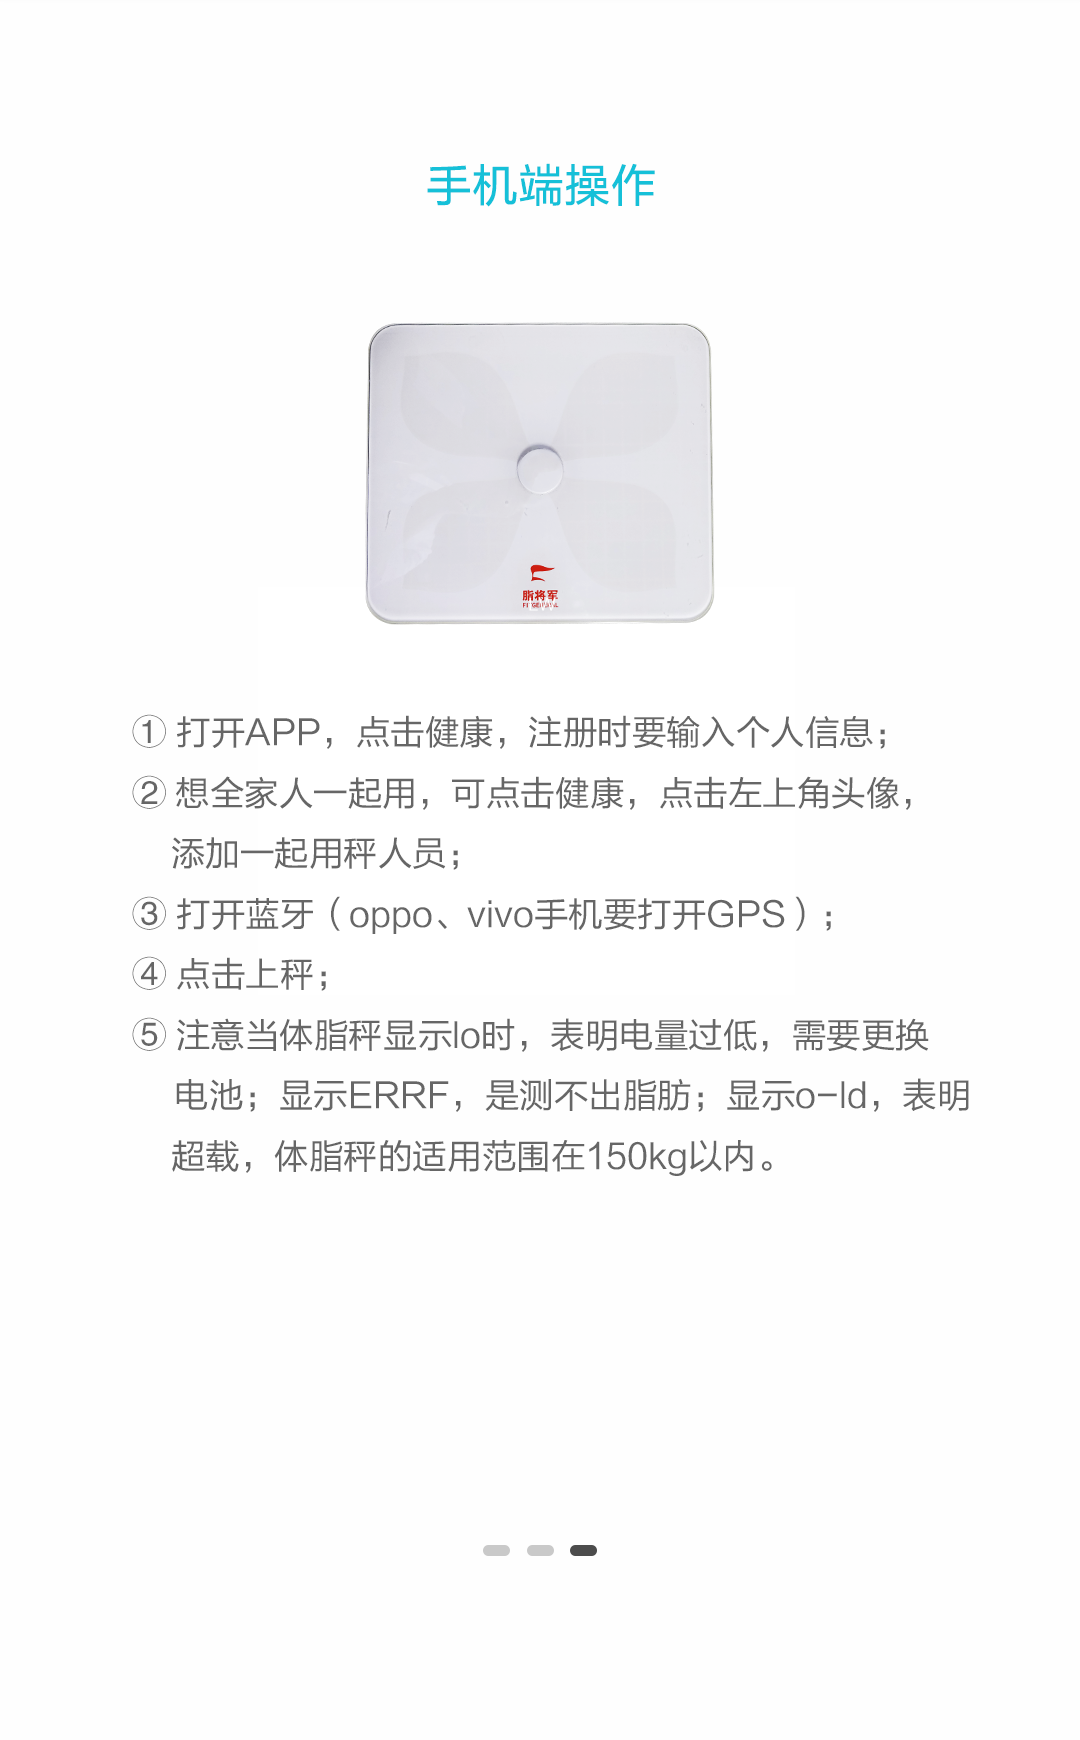 手机端操作
脂将军
① 打开APP，点击健康，注册时要输入个人信息；
② 想全家人一起用，可点击健康，点击左上角头像，
添加一起用秤人员；
③ 打开蓝牙（oppo、vivo手机要打开GPS）；
④ 点击上秤；
⑤ 注意当体脂秤显示lo时，表明电量过低，需要更换
电池；显示ERRF，是测不出脂肪；显示o-ld，表明
超载，体脂秤的适用范围在150kg以内。